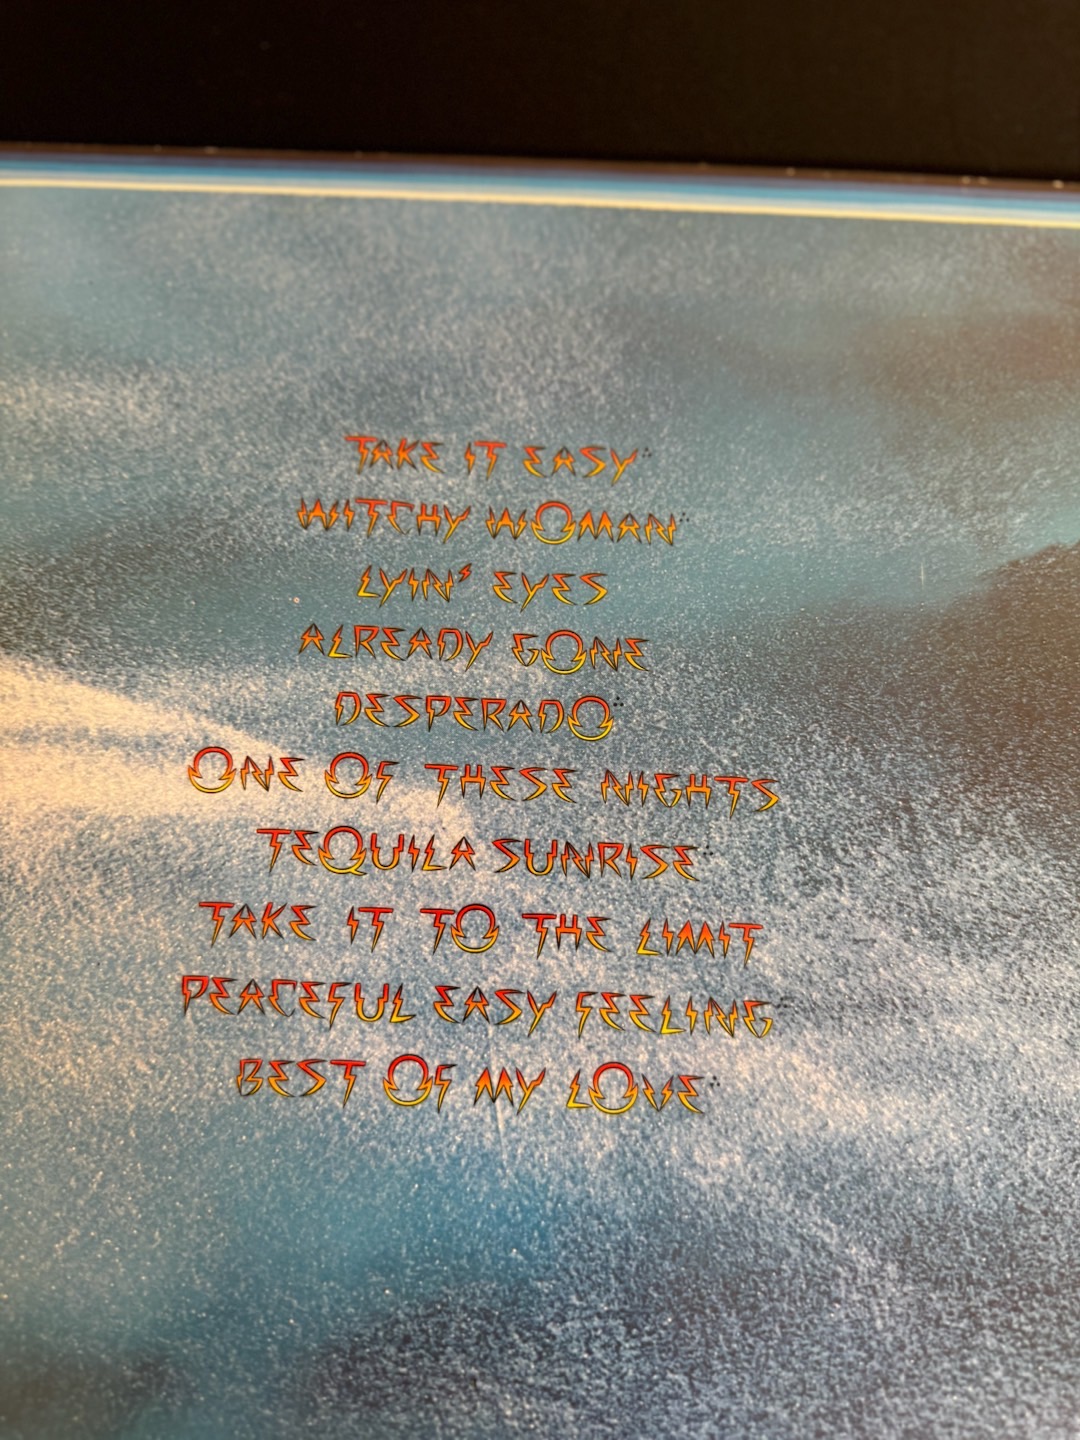 TAKE IT EASY∴
WITCHY WOMAN∴
LYIN' EYES
ALREADY GONE
DESPERADO∴
ONE OF THESE NIGHTS
TEQUILA SUNRISE∴
TAKE IT TO THE LIMIT
PEACEFUL EASY FEELING∴
BEST OF MY LOVE∴